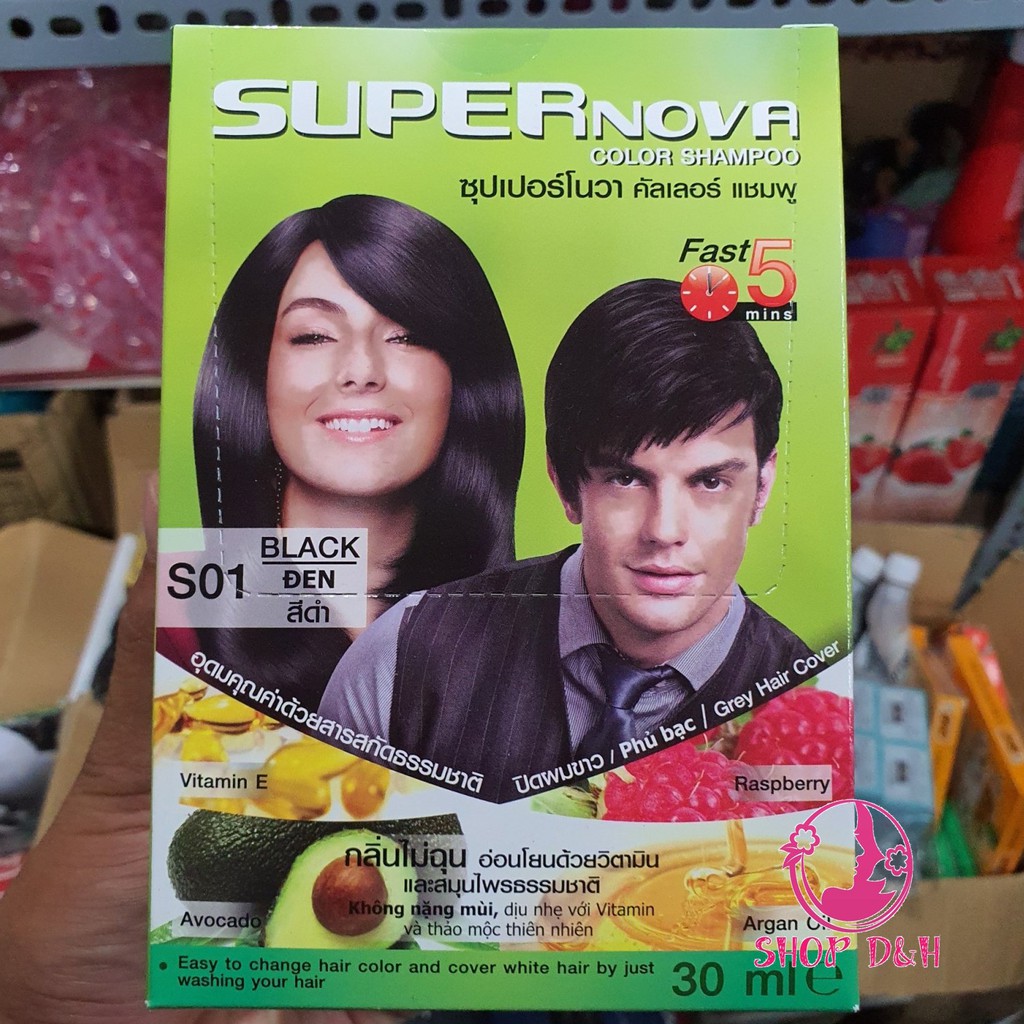 SUPERNOVA
COLOR SHAMPOO
ซุปเปอร์โนวา คัลเลอร์ แชมพู
Fast 5
mins
S01
BLACK
ĐEN
สีดำ
อุดมคุณค่าด้วยสารสกัดธรรมชาติ
ปิดผมขาว / Phủ bạc / Grey Hair Cover
Vitamin E
Raspberry
กลิ่นไม่ฉุน อ่อนโยนด้วยวิตามิน
และสมุนไพรธรรมชาติ
Không nặng mùi, dịu nhẹ với Vitamin
và thảo mộc thiên nhiên
Avocado
Argan Oil
SHOP D&H
• Easy to change hair color and cover white hair by just
washing your hair
30 ml e